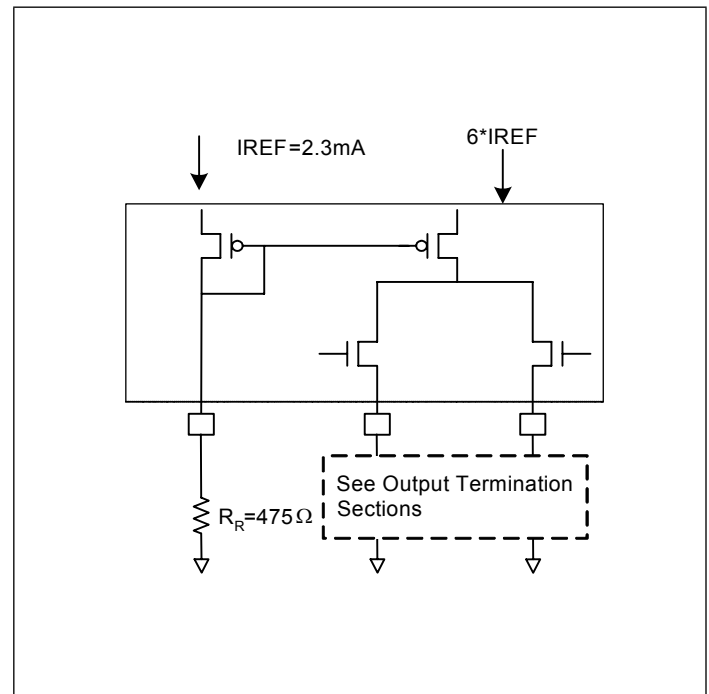 IREF=2.3mA
6*IREF
See Output Termination
Sections
R_R=475Ω